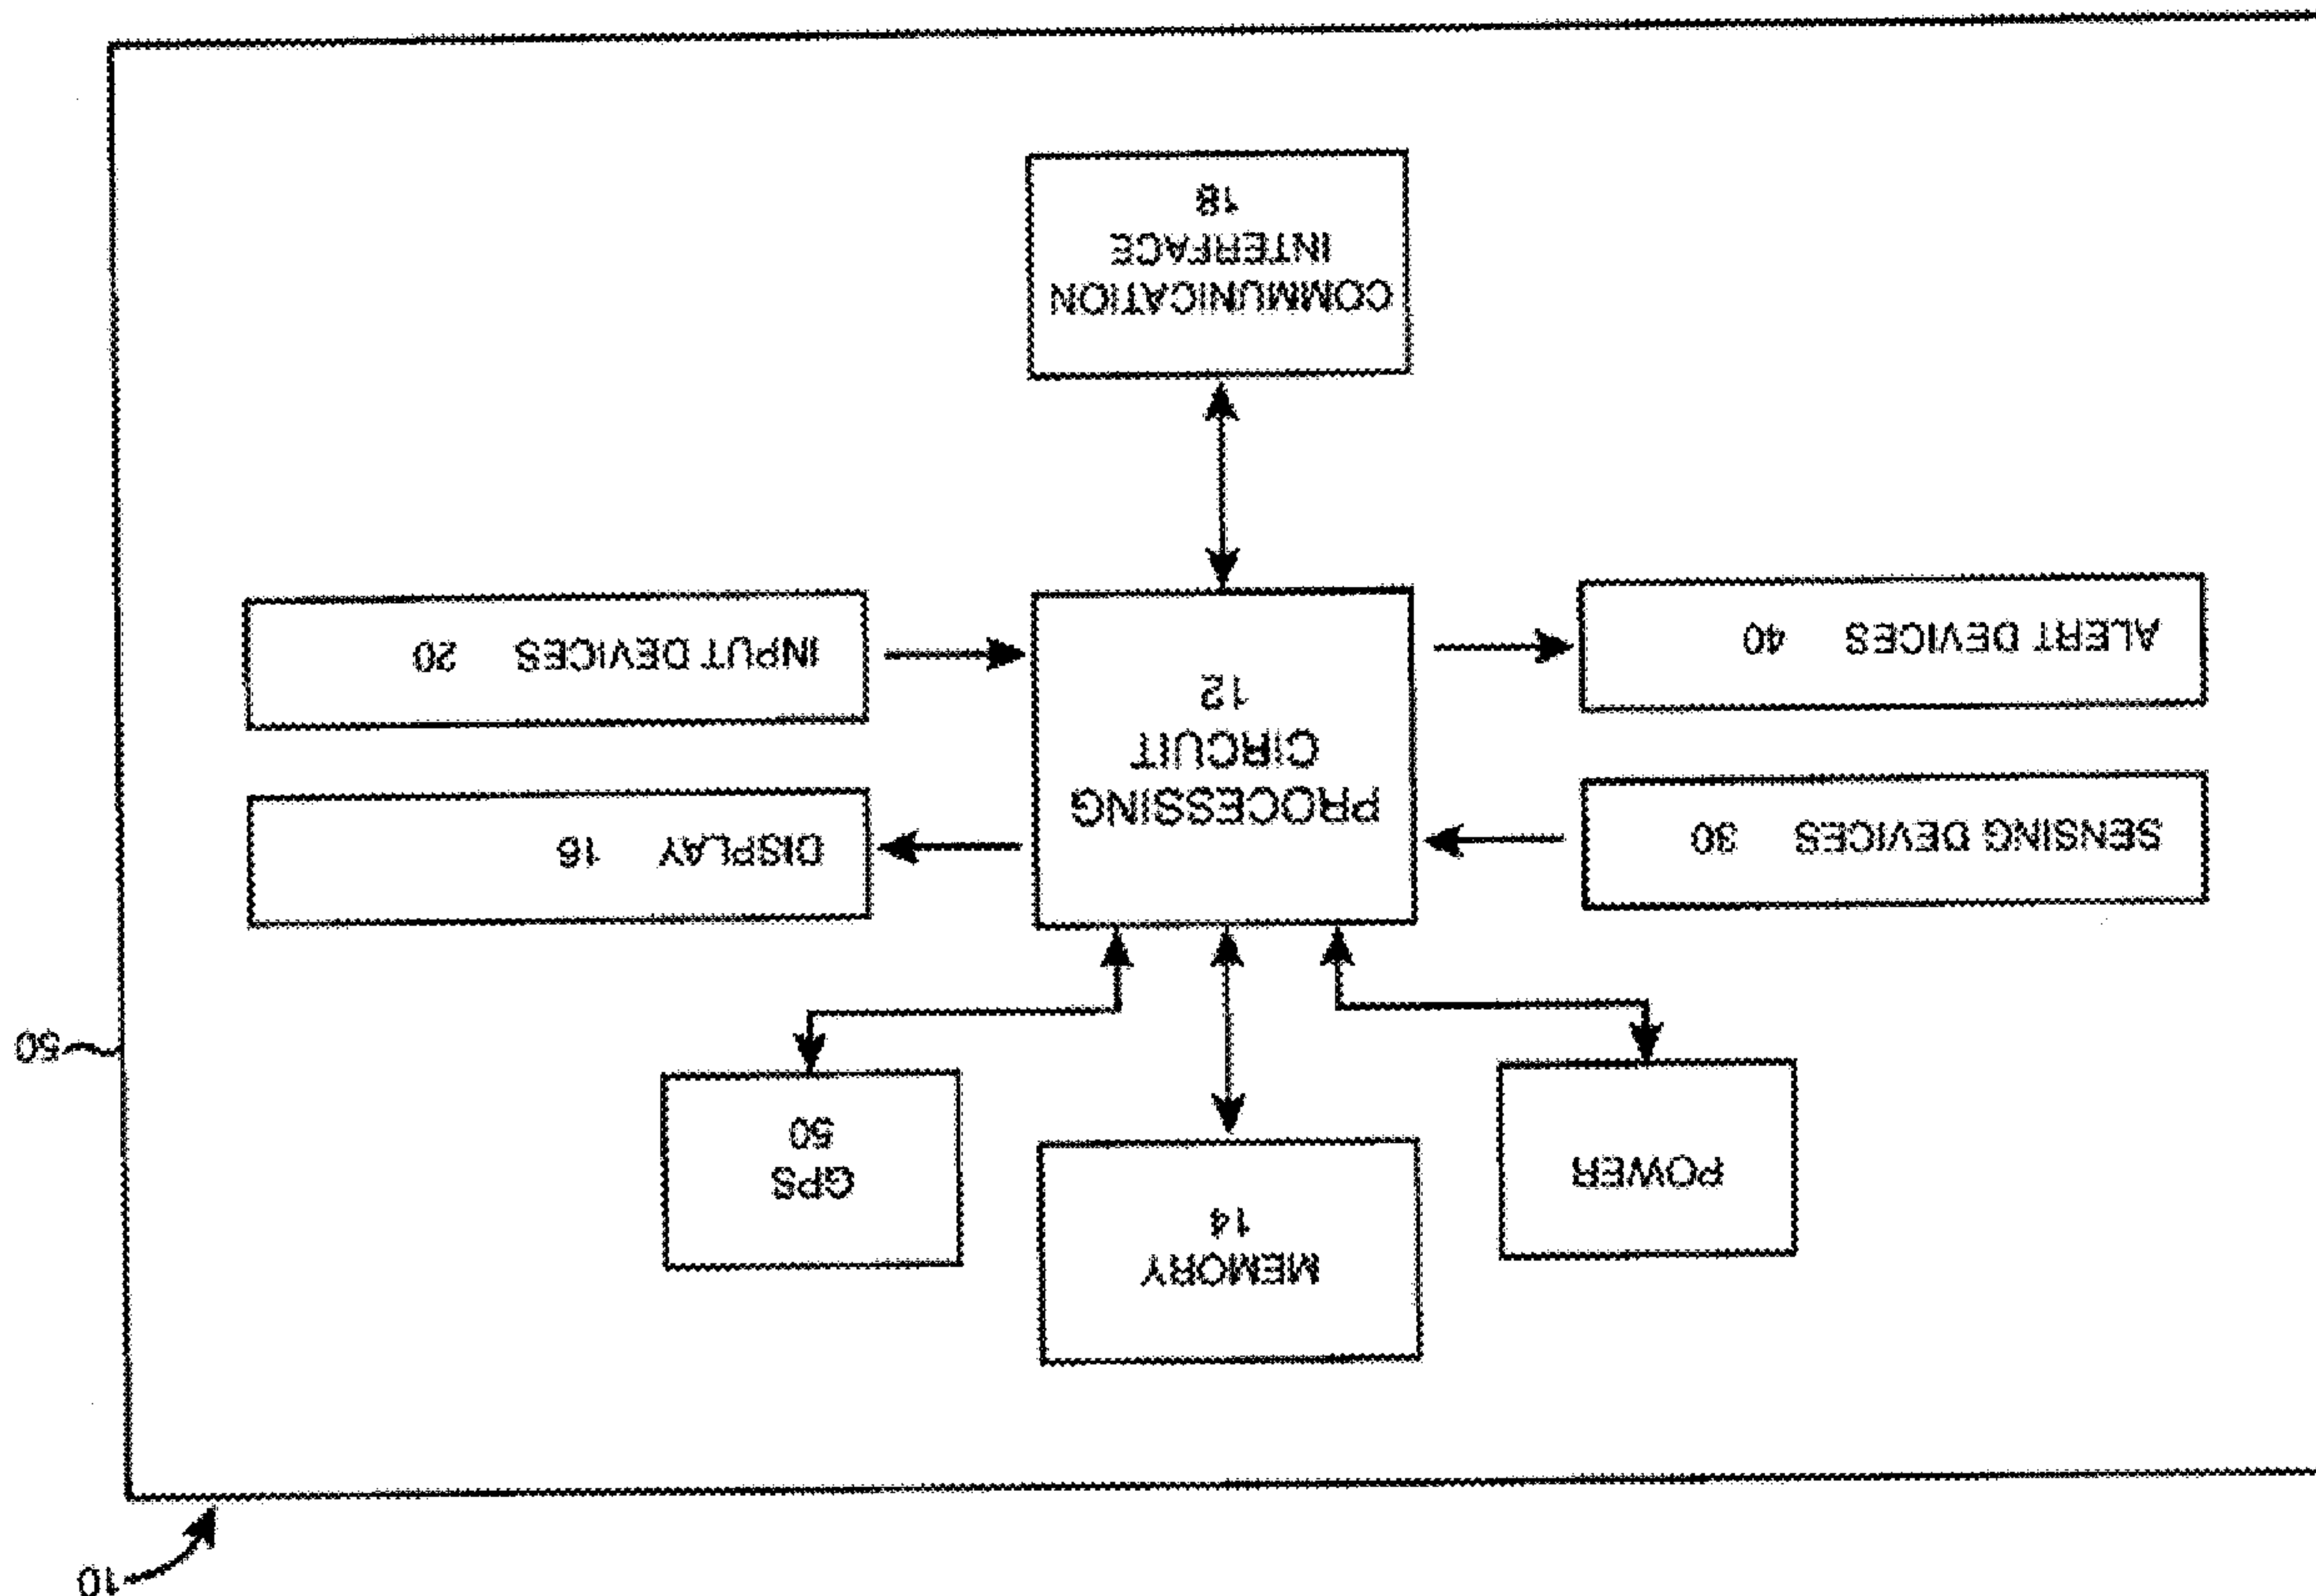 10
MEMORY
14
POWER
GPS
50
50
SENSING DEVICES 30
PROCESSING
CIRCUIT
12
DISPLAY 16
ALERT DEVICES 40
INPUT DEVICES 20
COMMUNICATION
INTERFACE
18